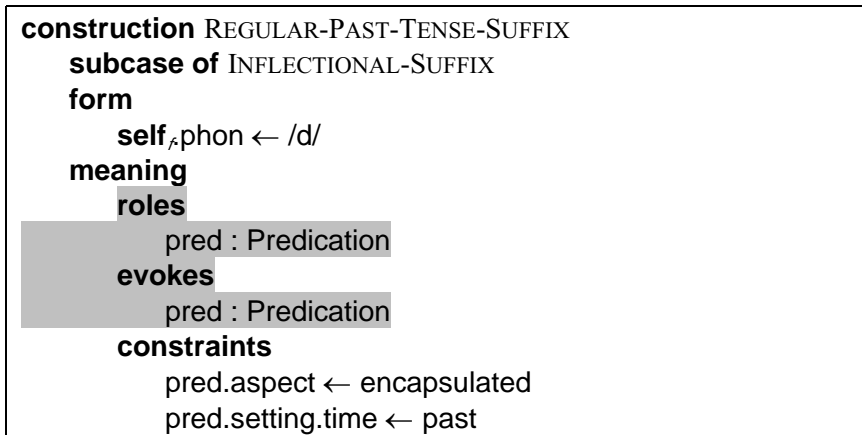 construction REGULAR-PAST-TENSE-SUFFIX
subcase of INFLECTIONAL-SUFFIX
form
selff.phon ← /d/
meaning
roles
pred : Predication
evokes
pred : Predication
constraints
pred.aspect ← encapsulated
pred.setting.time ← past